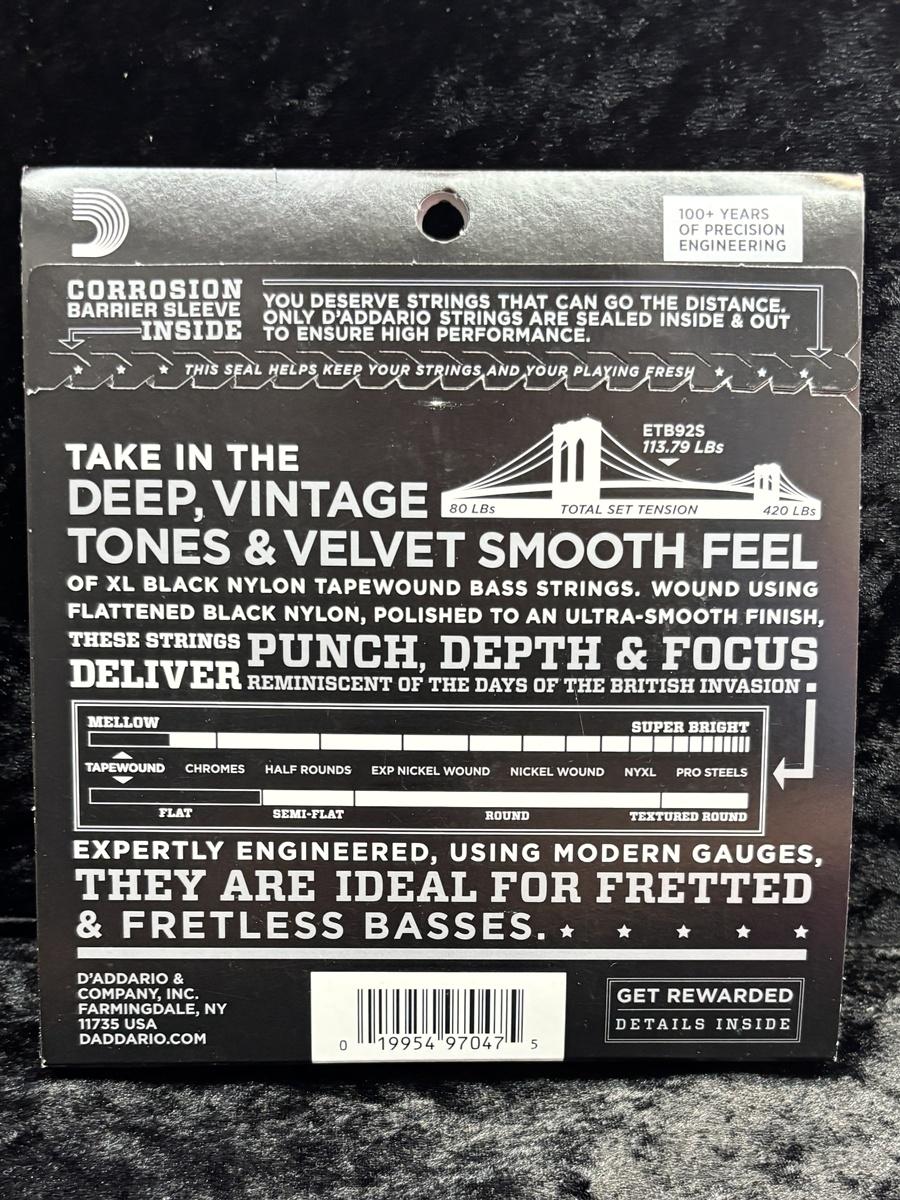 100+ YEARS
OF PRECISION
ENGINEERING
CORROSION
BARRIER SLEEVE
INSIDE
YOU DESERVE STRINGS THAT CAN GO THE DISTANCE.
ONLY D'ADDARIO STRINGS ARE SEALED INSIDE & OUT
TO ENSURE HIGH PERFORMANCE.
THIS SEAL HELPS KEEP YOUR STRINGS AND YOUR PLAYING FRESH
ETB92S
113.79 LBs
80 LBs TOTAL SET TENSION 420 LBs
TAKE IN THE
DEEP, VINTAGE
TONES & VELVET SMOOTH FEEL
OF XL BLACK NYLON TAPEWOUND BASS STRINGS. WOUND USING
FLATTENED BLACK NYLON, POLISHED TO AN ULTRA-SMOOTH FINISH,
THESE STRINGS
DELIVER
PUNCH, DEPTH & FOCUS
REMINISCENT OF THE DAYS OF THE BRITISH INVASION.
MELLOW SUPER BRIGHT
TAPEWOUND CHROMES HALF ROUNDS EXP NICKEL WOUND NICKEL WOUND NYXL PRO STEELS
FLAT SEMI-FLAT ROUND TEXTURED ROUND
EXPERTLY ENGINEERED, USING MODERN GAUGES,
THEY ARE IDEAL FOR FRETTED
& FRETLESS BASSES.
D'ADDARIO &
COMPANY, INC.
FARMINGDALE, NY
11735 USA
DADDARIO.COM
0 19954 97047 5
GET REWARDED
DETAILS INSIDE